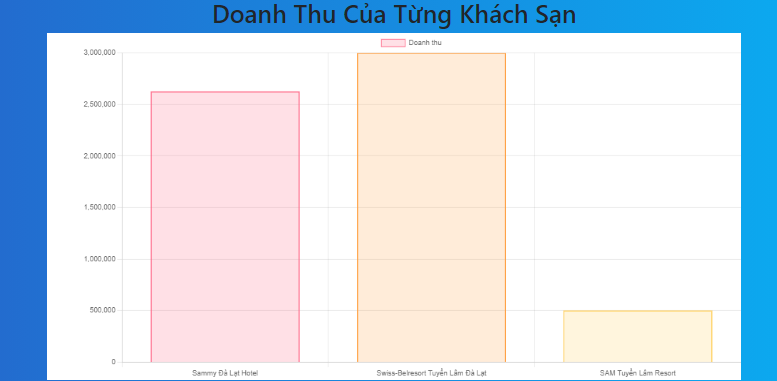 Doanh Thu Của Từng Khách Sạn
Doanh thu
3,000,000
2,500,000
2,000,000
1,500,000
1,000,000
500,000
0
Sammy Đà Lạt Hotel
Swiss-Belresort Tuyền Lâm Đà Lạt
SAM Tuyền Lâm Resort